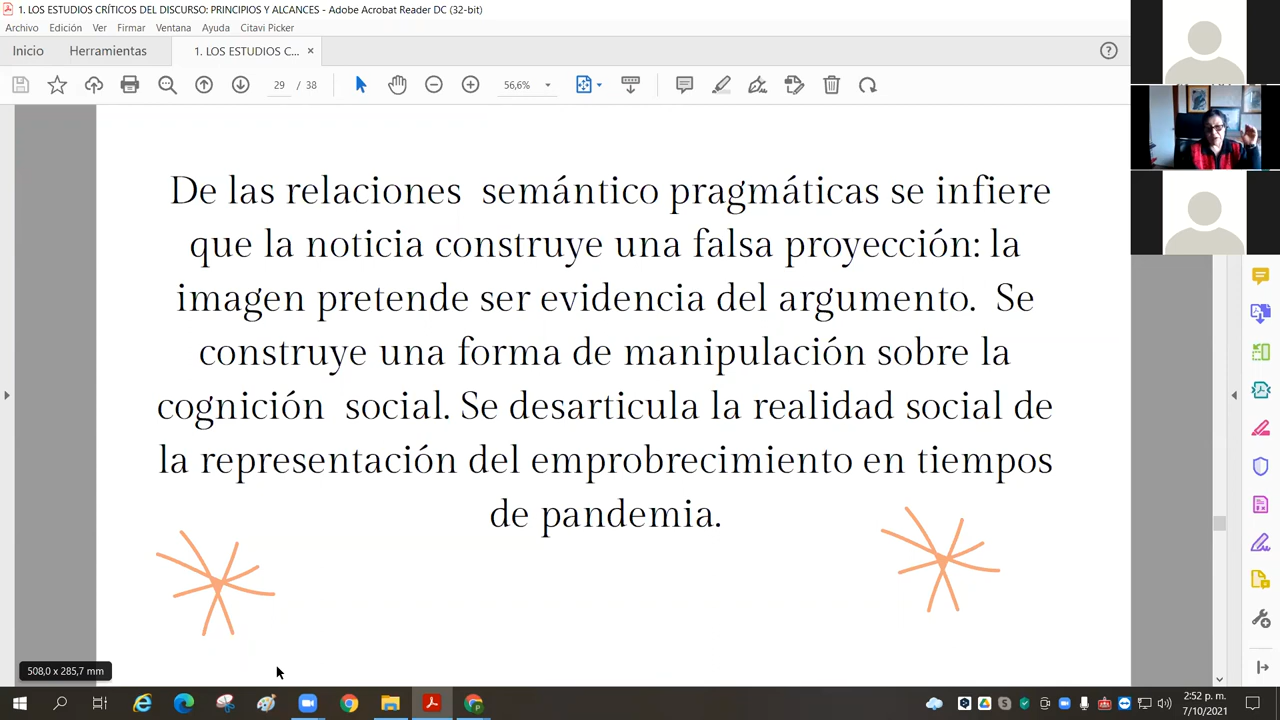 1. LOS ESTUDIOS CRÍTICOS DEL DISCURSO: PRINCIPIOS Y ALCANCES - Adobe Acrobat Reader DC (32-bit)
Archivo Edición Ver Firmar Ventana Ayuda Citavi Picker
Inicio Herramientas 1. LOS ESTUDIOS C... ×
29 / 38 56,6%
De las relaciones semántico pragmáticas se infiere
que la noticia construye una falsa proyección: la
imagen pretende ser evidencia del argumento. Se
construye una forma de manipulación sobre la
cognición social. Se desarticula la realidad social de
la representación del emprobrecimiento en tiempos
de pandemia.
508,0 x 285,7 mm
2:52 p. m.
7/10/2021